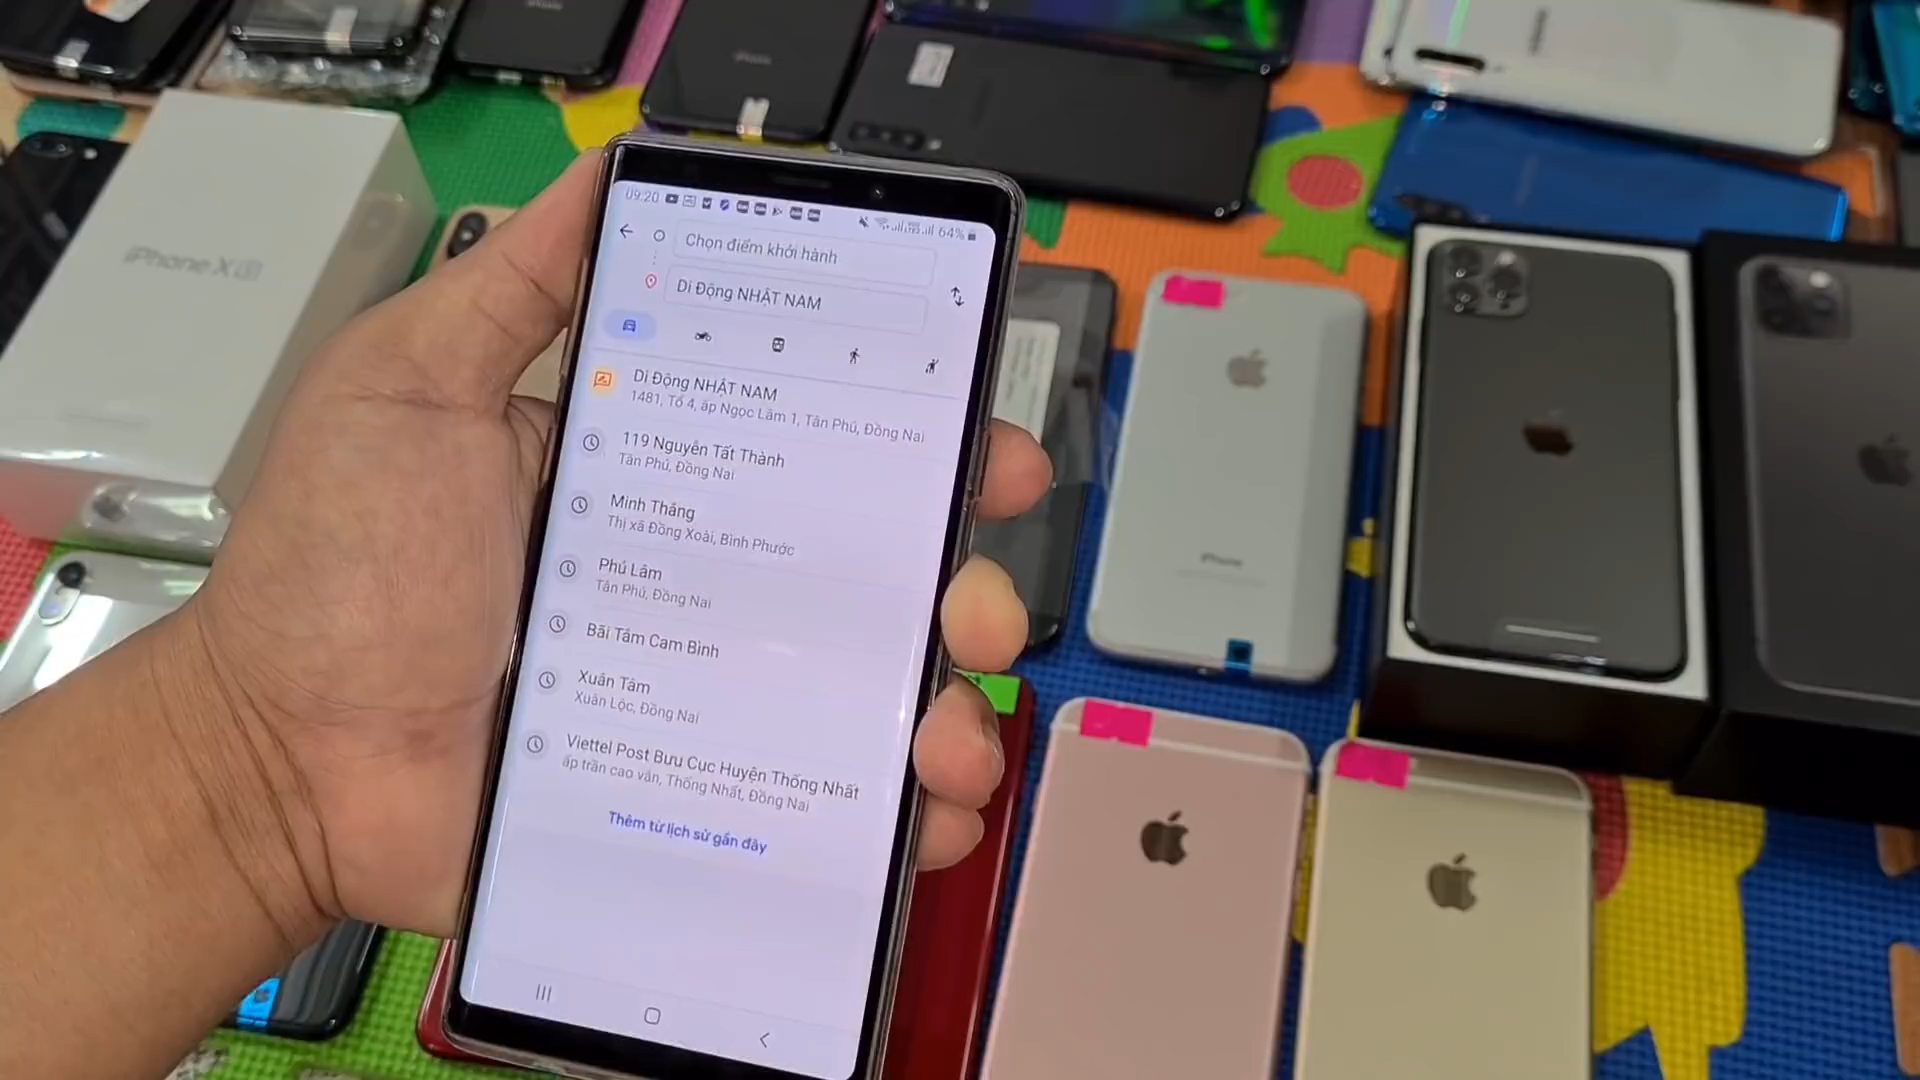 iPhone XS
09:20
64%
Chọn điểm khởi hành
Di Động NHẬT NAM
Di Động NHẬT NAM
1481, Tổ 4, ấp Ngọc Lâm 1, Tân Phú, Đồng Nai
119 Nguyễn Tất Thành
Tân Phú, Đồng Nai
Minh Thắng
Thị xã Đồng Xoài, Bình Phước
Phú Lâm
Tân Phú, Đồng Nai
Bãi Tắm Cam Bình
Xuân Tâm
Xuân Lộc, Đồng Nai
Viettel Post Bưu Cục Huyện Thống Nhất
ấp trần cao vân, Thống Nhất, Đồng Nai
Thêm từ lịch sử gần đây
iPhone